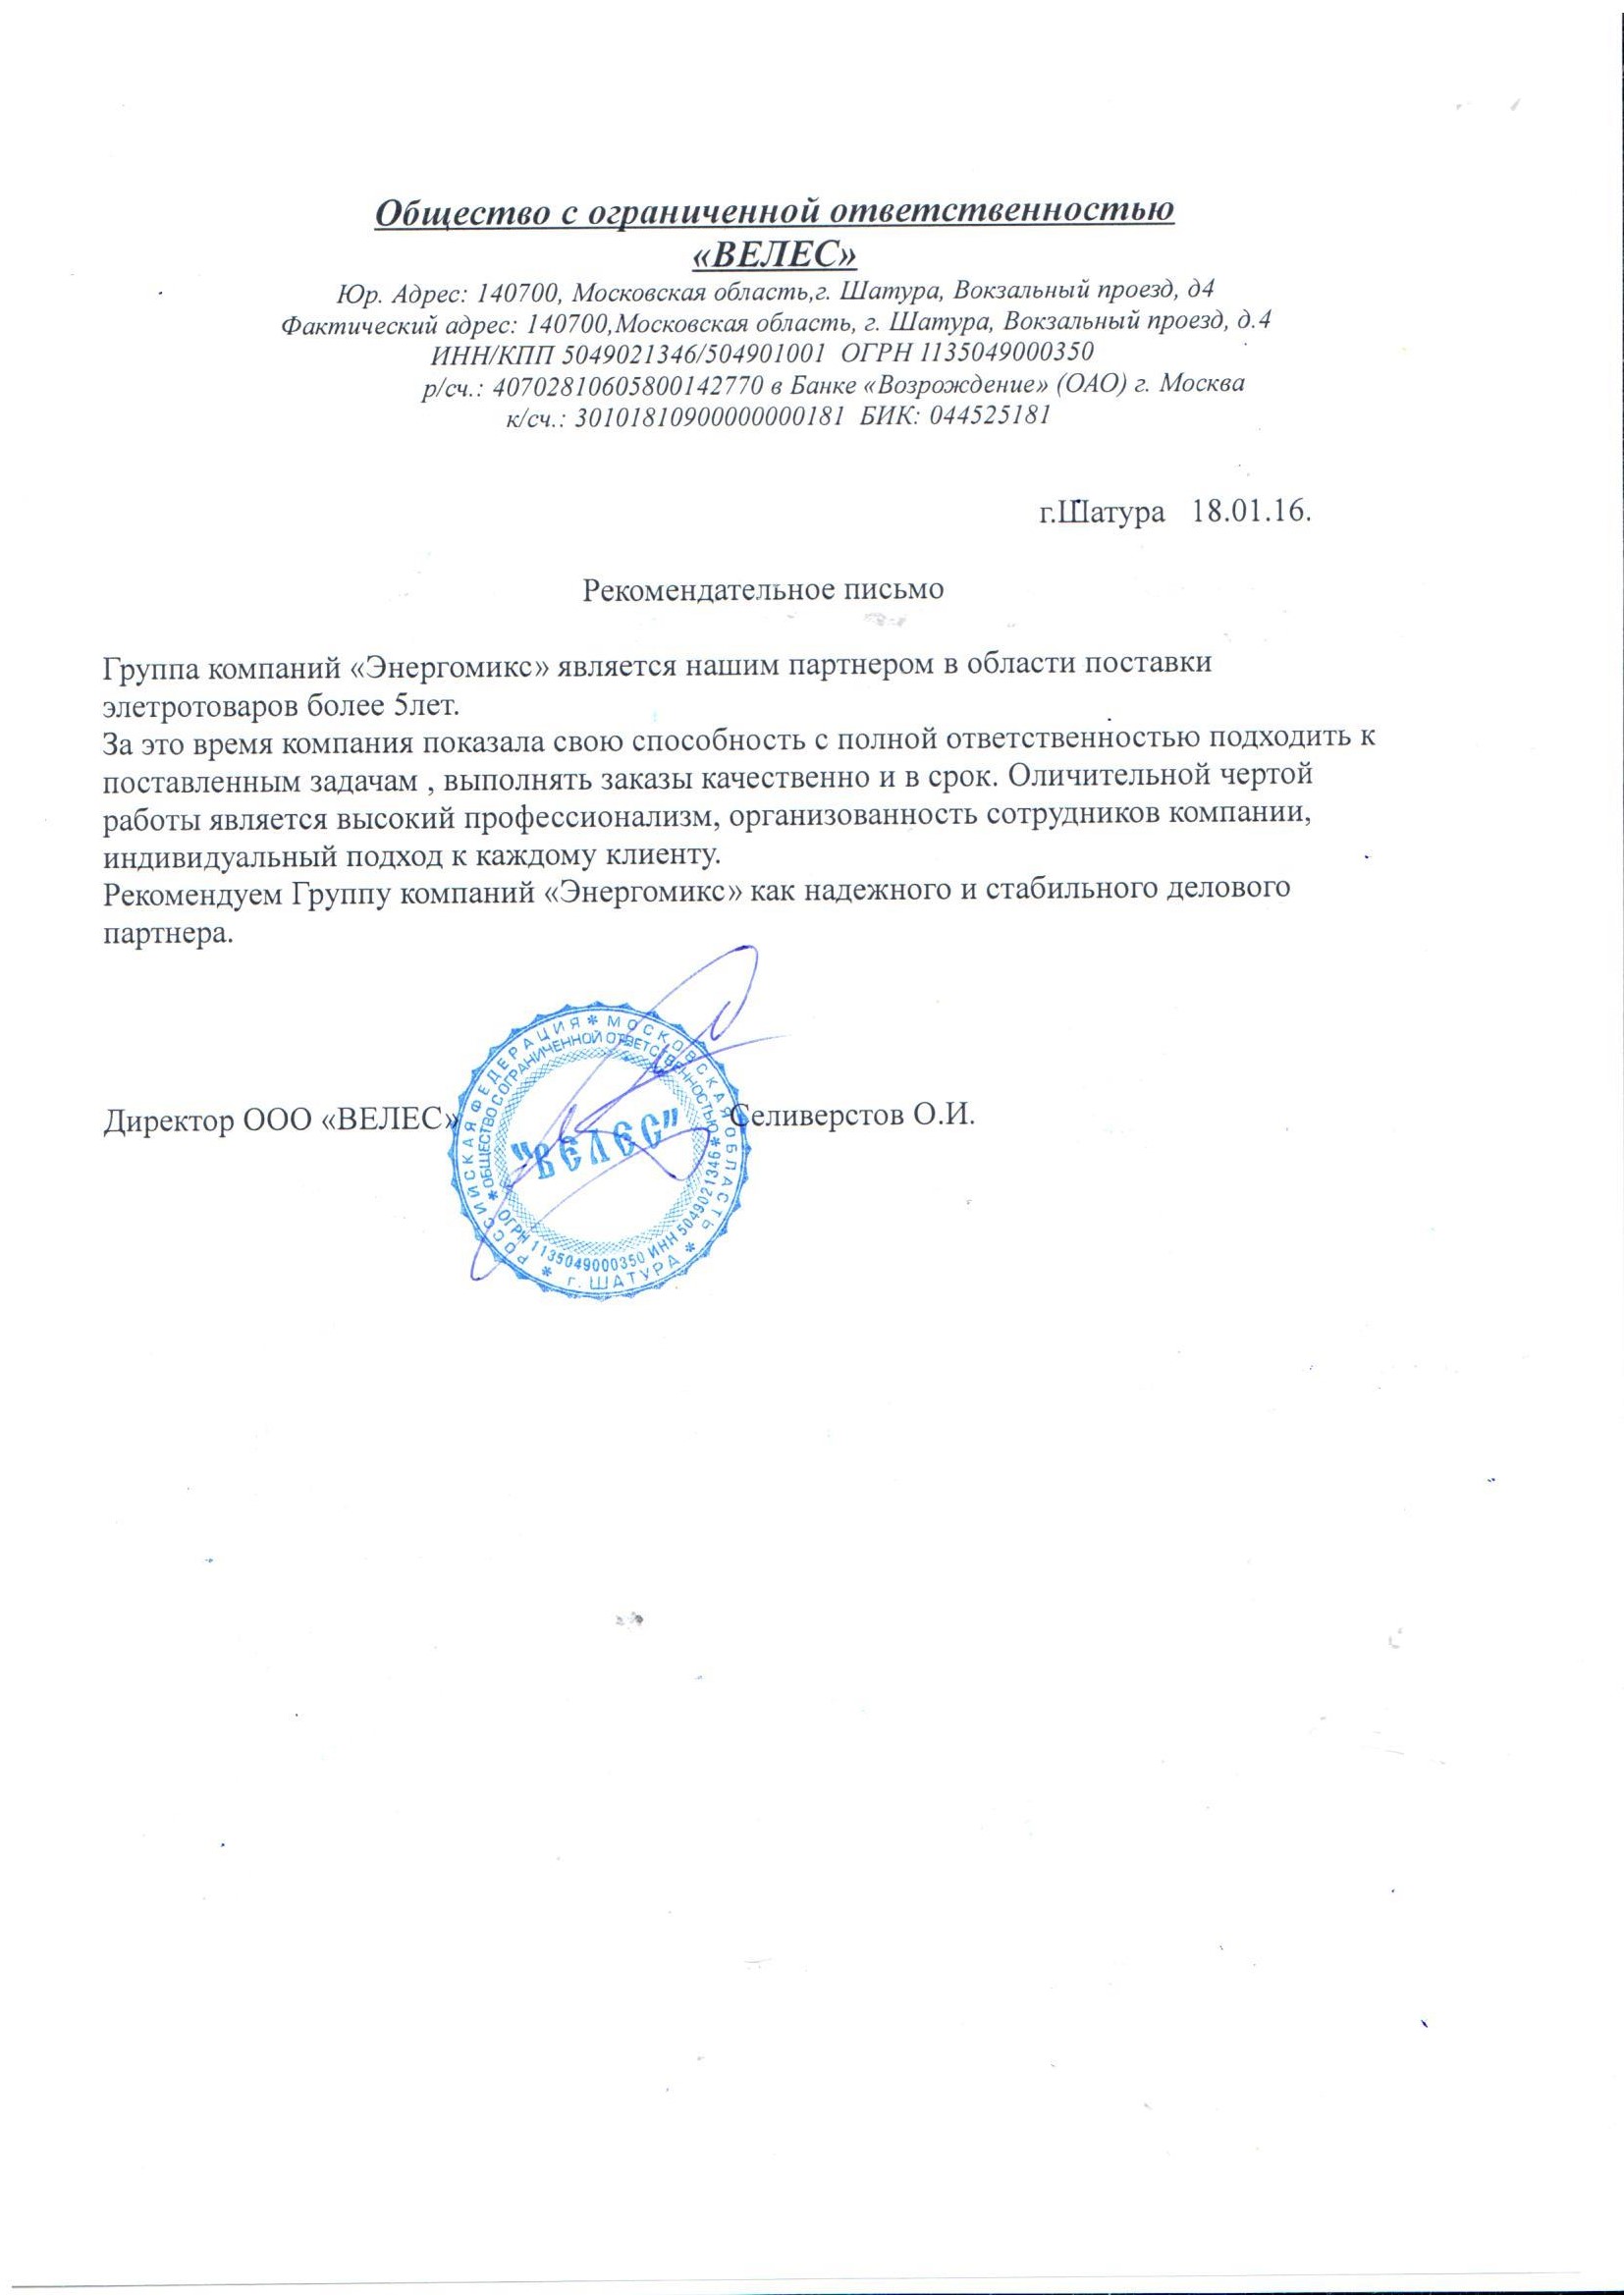 Общество с ограниченной ответственностью
«ВЕЛЕС»
Юр. Адрес: 140700, Московская область,г. Шатура, Вокзальный проезд, д4
Фактический адрес: 140700,Московская область, г. Шатура, Вокзальный проезд, д.4
ИНН/КПП 5049021346/504901001 ОГРН 1135049000350
р/сч.: 40702810605800142770 в Банке «Возрождение» (ОАО) г. Москва
к/сч.: 30101810900000000181 БИК: 044525181
г.Шатура 18.01.16.
Рекомендательное письмо
Группа компаний «Энергомикс» является нашим партнером в области поставки
элетротоваров более 5лет.
За это время компания показала свою способность с полной ответственностью подходить к
поставленным задачам , выполнять заказы качественно и в срок. Оличительной чертой
работы является высокий профессионализм, организованность сотрудников компании,
индивидуальный подход к каждому клиенту.
Рекомендуем Группу компаний «Энергомикс» как надежного и стабильного делового
партнера.
Директор ООО «ВЕЛЕС» Селиверстов О.И.
РОССИЙСКАЯ ФЕДЕРАЦИЯ * МОСКОВСКАЯ ОБЛАСТЬ * г. ШАТУРА *
* ОБЩЕСТВО С ОГРАНИЧЕННОЙ ОТВЕТСТВЕННОСТЬЮ *
ОГРН 1135049000350 ИНН 5049021346
"ВЕЛЕС"